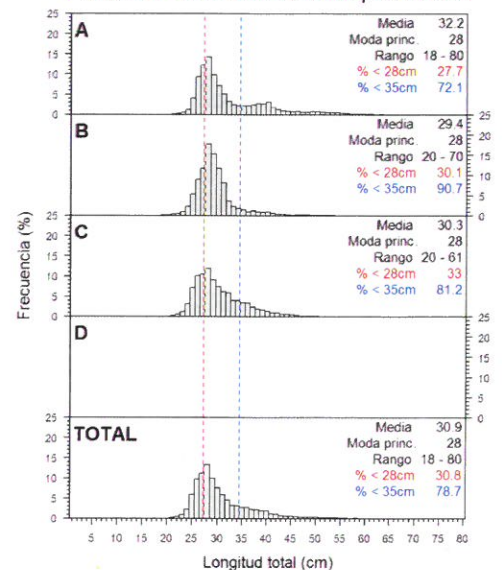 A
Media 32.2
Moda princ. 28
Rango 18 - 80
% < 28cm 27.7
% < 35cm 72.1
25
20
15
10
5
0
B
Media 29.4
Moda princ. 28
Rango 20 - 70
% < 28cm 30.1
% < 35cm 90.7
25
20
15
10
5
0
C
Media 30.3
Moda princ. 28
Rango 20 - 61
% < 28cm 33
% < 35cm 81.2
25
20
15
10
5
0
D
25
20
15
10
5
0
TOTAL
Media 30.9
Moda princ. 28
Rango 18 - 80
% < 28cm 30.8
% < 35cm 78.7
25
20
15
10
5
0
5 10 15 20 25 30 35 40 45 50 55 60 65 70 75 80
Frecuencia (%)
Longitud total (cm)